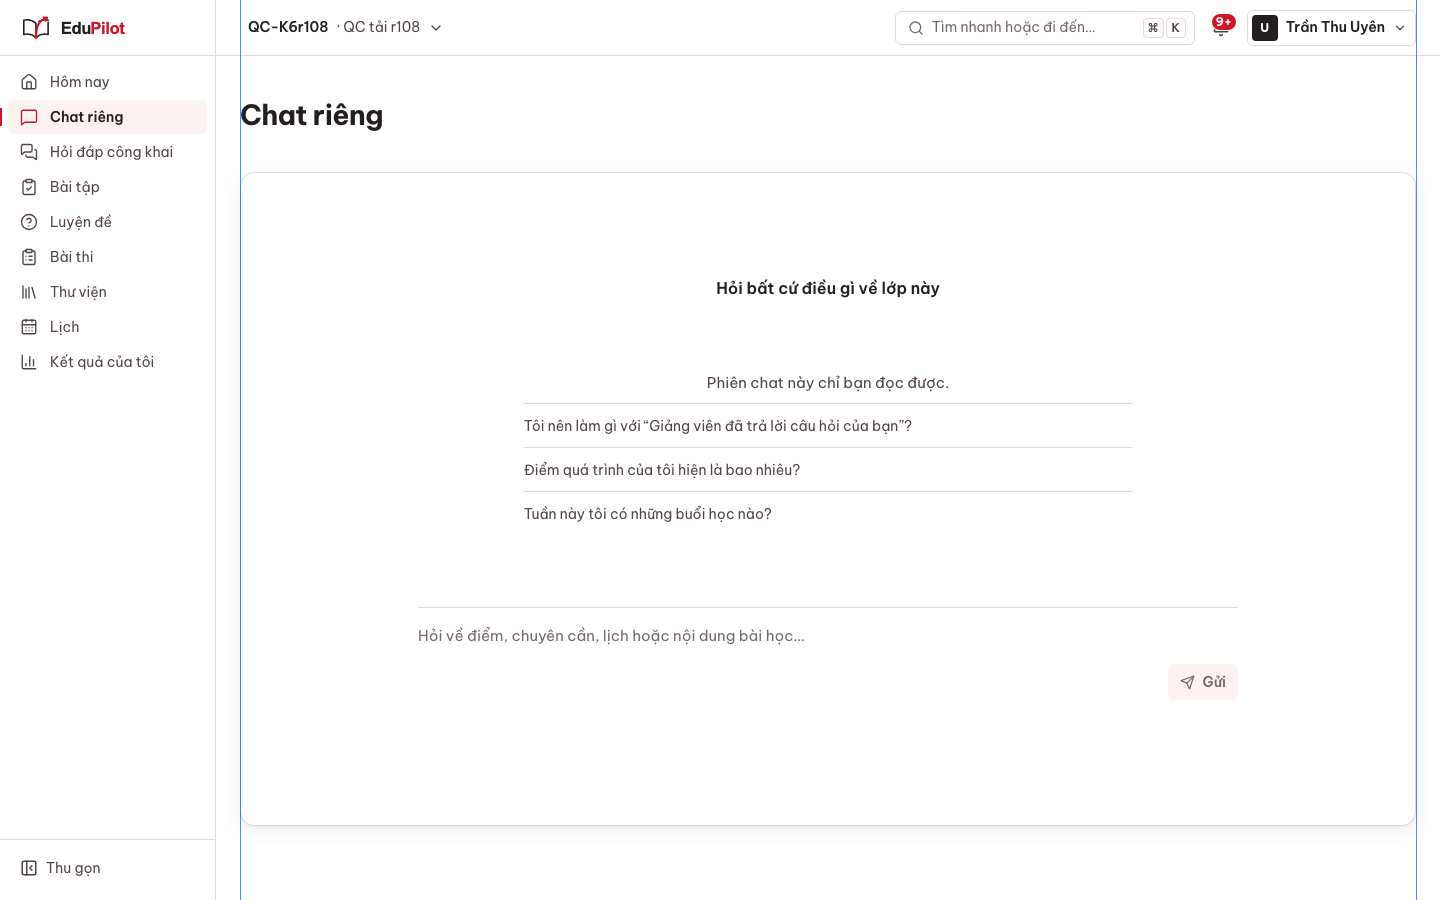 EduPilot
QC-K6r108 · QC tải r108
Tìm nhanh hoặc đi đến...
⌘ K
9+
U Trần Thu Uyên
Hôm nay
Chat riêng
Hỏi đáp công khai
Bài tập
Luyện đề
Bài thi
Thư viện
Lịch
Kết quả của tôi
Thu gọn
Chat riêng
Hỏi bất cứ điều gì về lớp này
Phiên chat này chỉ bạn đọc được.
Tôi nên làm gì với “Giảng viên đã trả lời câu hỏi của bạn”?
Điểm quá trình của tôi hiện là bao nhiêu?
Tuần này tôi có những buổi học nào?
Hỏi về điểm, chuyên cần, lịch hoặc nội dung bài học...
Gửi